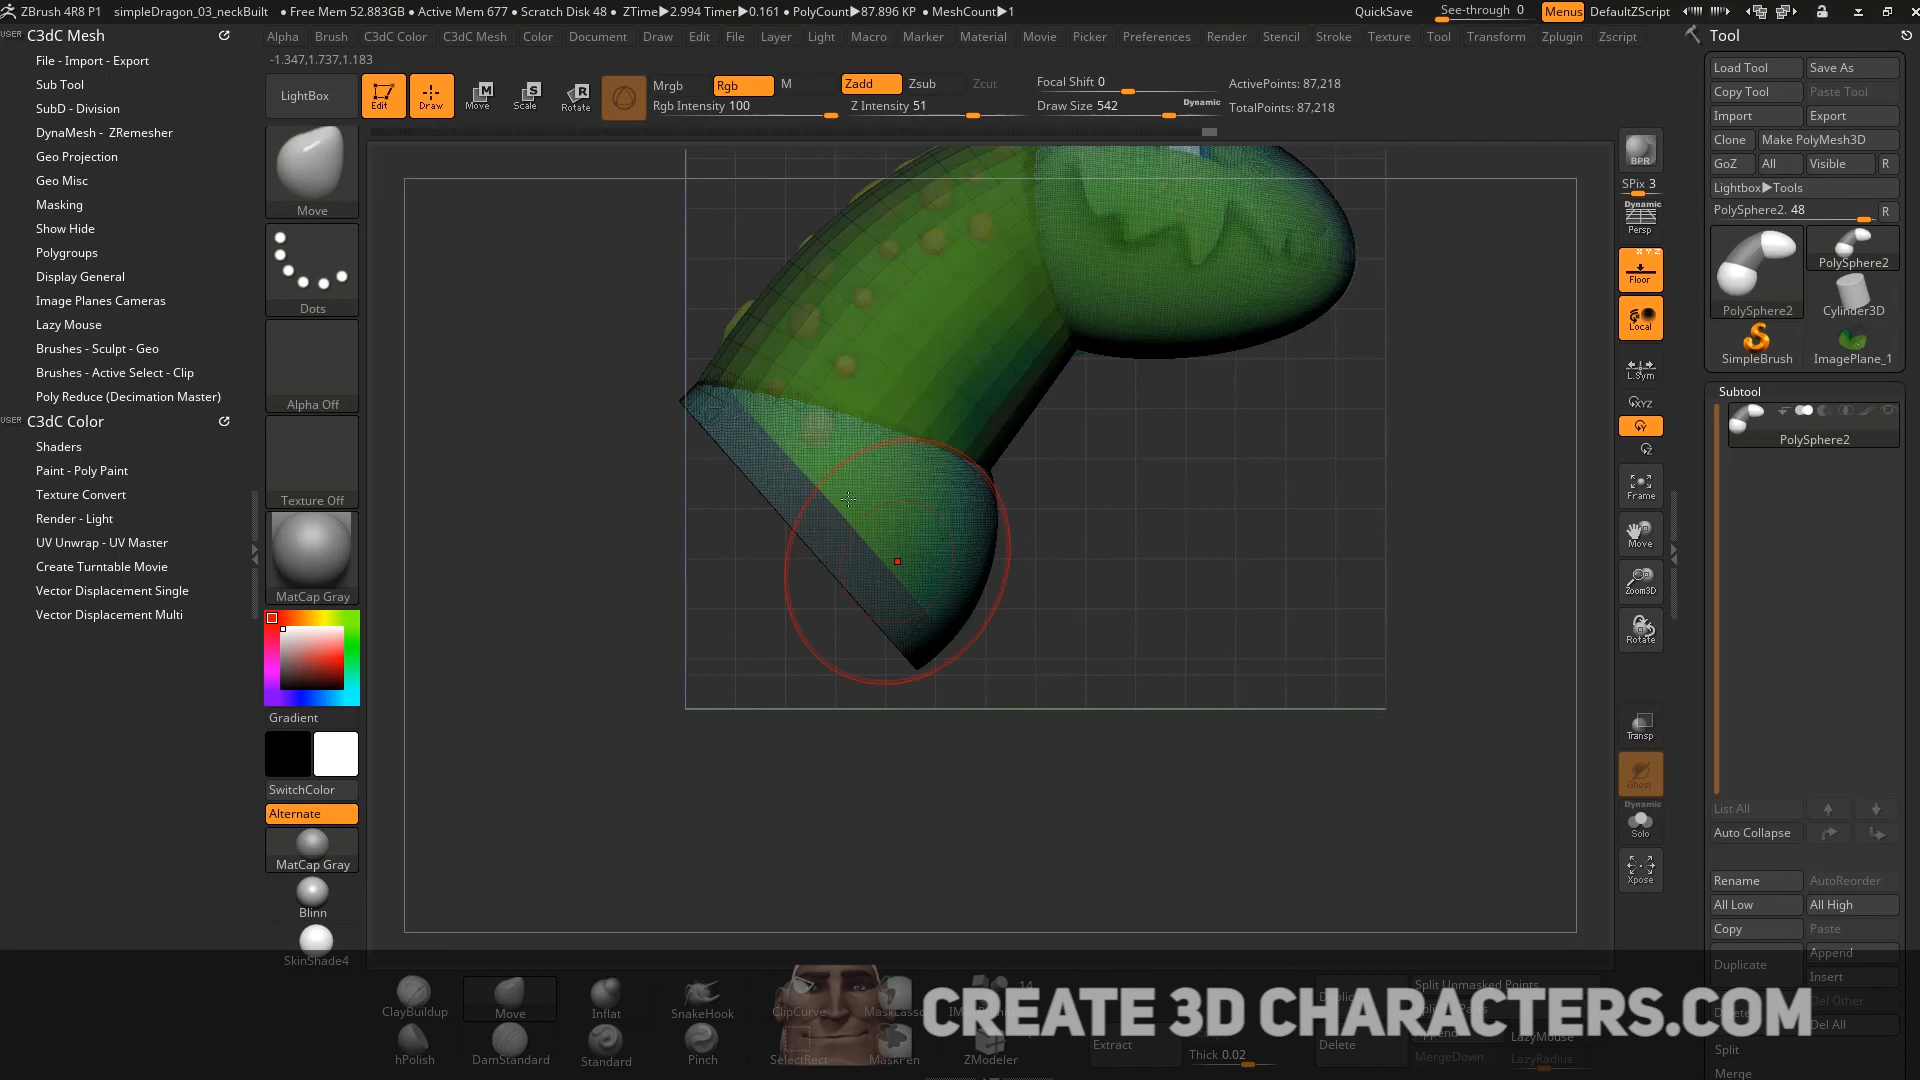 ZBrush 4R8 P1 simpleDragon_03_neckBuilt • Free Mem 52.883GB • Active Mem 677 • Scratch Disk 48 • ZTime▶2.994 Timer▶0.161 • PolyCount▶87.896 KP • MeshCount▶1 QuickSave See-through 0 Menus DefaultZScript
USER C3dC Mesh
Alpha Brush C3dC Color C3dC Mesh Color Document Draw Edit File Layer Light Macro Marker Material Movie Picker Preferences Render Stencil Stroke Texture Tool Transform Zplugin Zscript
-1.347,1.737,1.183
File - Import - Export
Sub Tool
SubD - Division
DynaMesh - ZRemesher
Geo Projection
Geo Misc
Masking
Show Hide
Polygroups
Display General
Image Planes Cameras
Lazy Mouse
Brushes - Sculpt - Geo
Brushes - Active Select - Clip
Poly Reduce (Decimation Master)
USER C3dC Color
Shaders
Paint - Poly Paint
Texture Convert
Render - Light
UV Unwrap - UV Master
Create Turntable Movie
Vector Displacement Single
Vector Displacement Multi
LightBox
Edit Draw Move Scale Rotate
Mrgb Rgb M Zadd Zsub Zcut
Rgb Intensity 100 Z Intensity 51
Focal Shift 0
Draw Size 542 Dynamic
ActivePoints: 87,218
TotalPoints: 87,218
Move
Dots
Alpha Off
Texture Off
MatCap Gray
Gradient
SwitchColor
Alternate
MatCap Gray
Blinn
SkinShade4
BPR
SPix 3
Dynamic
Persp
X Y Z
Floor
Local
L.Sym
XYZ
Y
Z
Frame
Move
Zoom3D
Rotate
Transp
Ghost
Dynamic
Solo
Xpose
Tool
Load Tool Save As
Copy Tool Paste Tool
Import Export
Clone Make PolyMesh3D
GoZ All Visible R
Lightbox▶Tools
PolySphere2. 48 R
PolySphere2
PolySphere2 Cylinder3D
SimpleBrush ImagePlane_1
Subtool
PolySphere2
List All
Auto Collapse
Rename AutoReorder
All Low All High
Copy Paste
Duplicate Append
Insert
Del Other
Del All
Split
Merge
ClayBuildup Move Inflat SnakeHook ClipCurve
hPolish DamStandard Standard Pinch SelectRect MaskPen ZModeler
14
Split Unmasked Points
Extract
Thick 0.02
Delete
LazyMouse
MergeDown LazyRadius
CREATE 3D CHARACTERS.COM